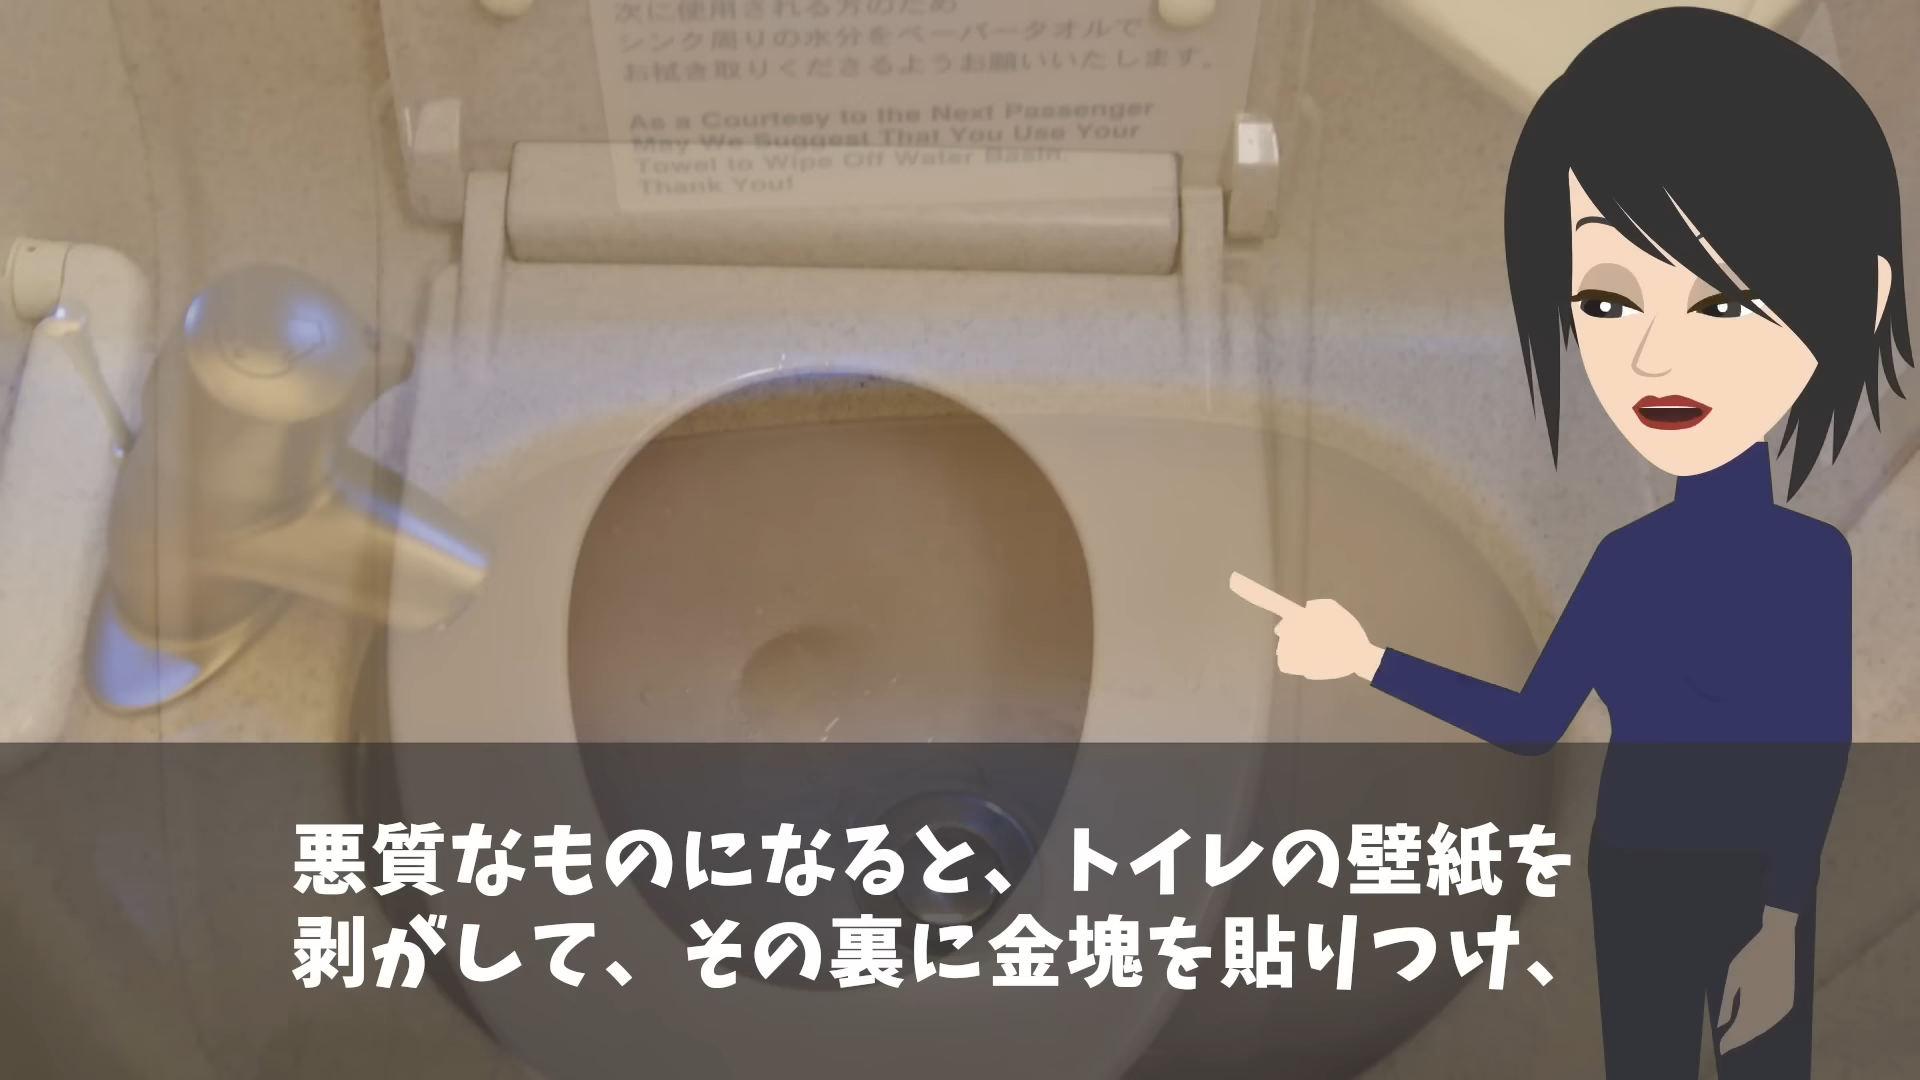 次に使用される方のため
シンク周りの水分をペーパータオルで
お拭き取りくださるようお願いいたします。
As a Courtesy to the Next Passenger
May We Suggest That You Use Your
Towel to Wipe Off Water Basin.
Thank You!
悪質なものになると、トイレの壁紙を
剥がして、その裏に金塊を貼りつけ、